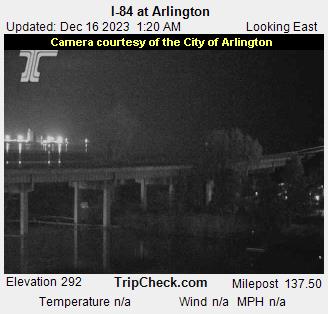 I-84 at Arlington
Updated: Dec 16 2023 1:20 AM Looking East
Camera courtesy of the City of Arlington
Elevation 292 TripCheck.com Milepost 137.50
Temperature n/a Wind n/a MPH n/a